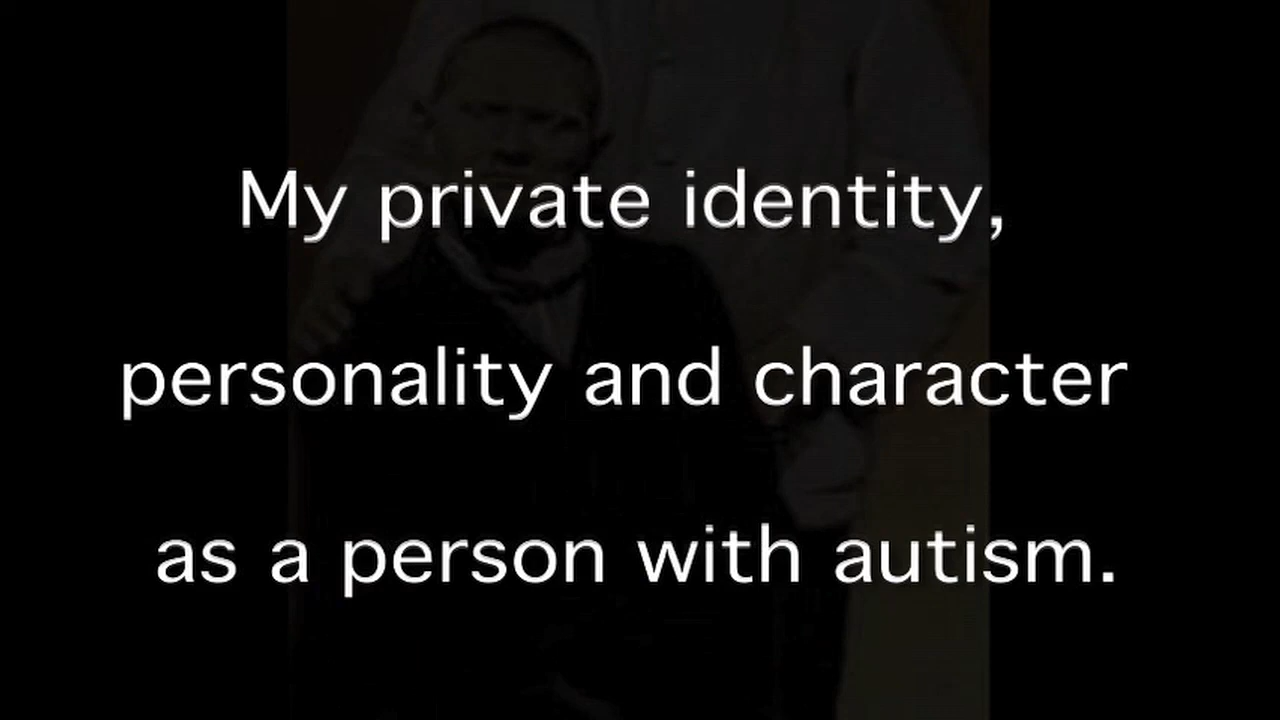 My private identity,
personality and character
as a person with autism.